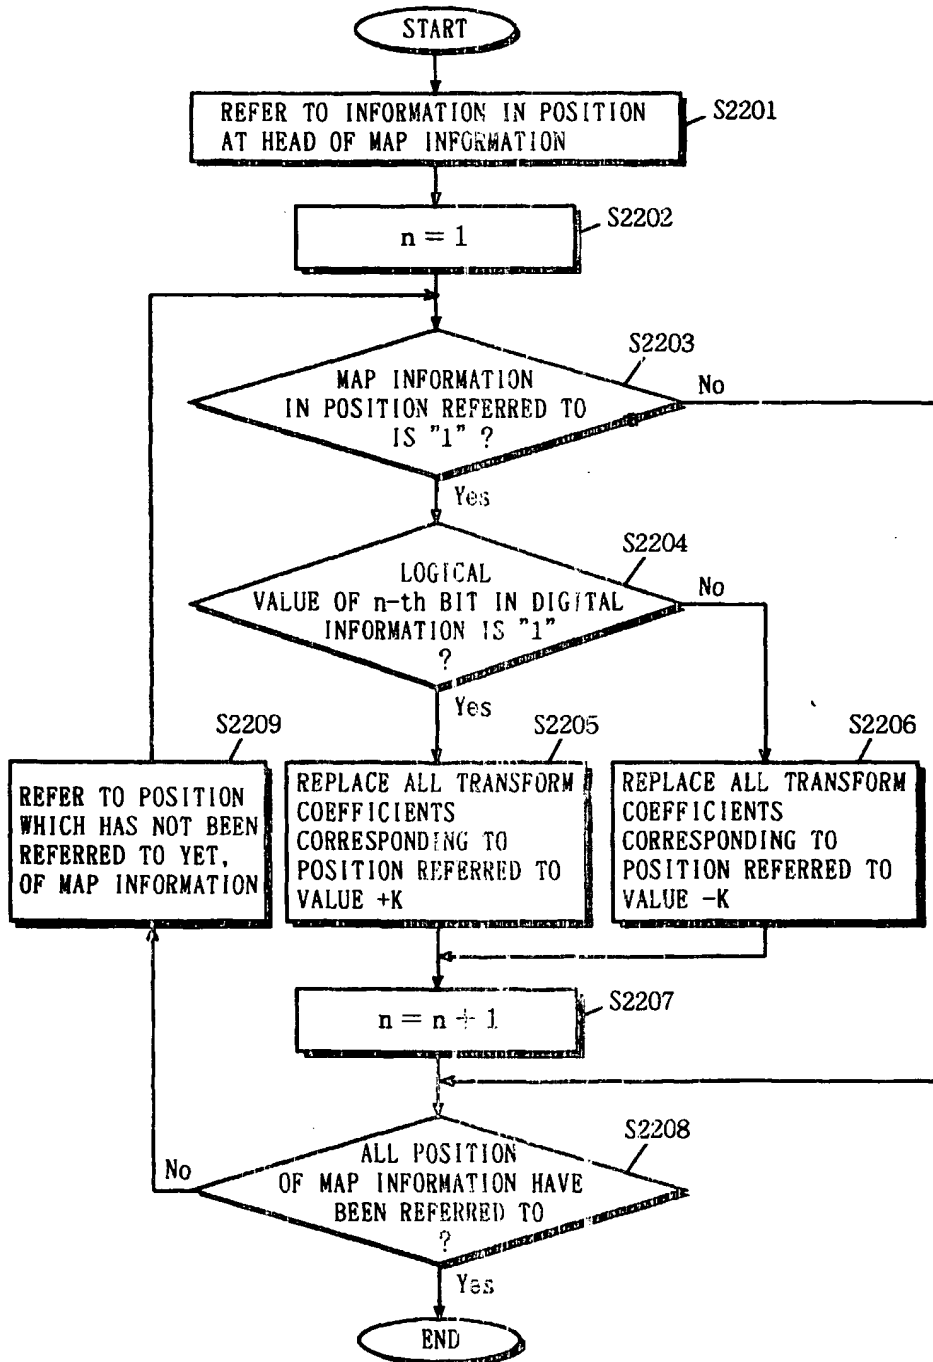 START
REFER TO INFORMATION IN POSITION
AT HEAD OF MAP INFORMATION
S2201
n = 1
S2202
S2203
MAP INFORMATION
IN POSITION REFERRED TO
IS "1" ?
No
Yes
S2204
LOGICAL
VALUE OF n-th BIT IN DIGITAL
INFORMATION IS "1"
?
No
Yes
S2209
REFER TO POSITION
WHICH HAS NOT BEEN
REFERRED TO YET,
OF MAP INFORMATION
S2205
REPLACE ALL TRANSFORM
COEFFICIENTS
CORRESPONDING TO
POSITION REFERRED TO
VALUE +K
S2206
REPLACE ALL TRANSFORM
COEFFICIENTS
CORRESPONDING TO
POSITION REFERRED TO
VALUE -K
n = n + 1
S2207
S2208
ALL POSITION
OF MAP INFORMATION HAVE
BEEN REFERRED TO
?
No
Yes
END